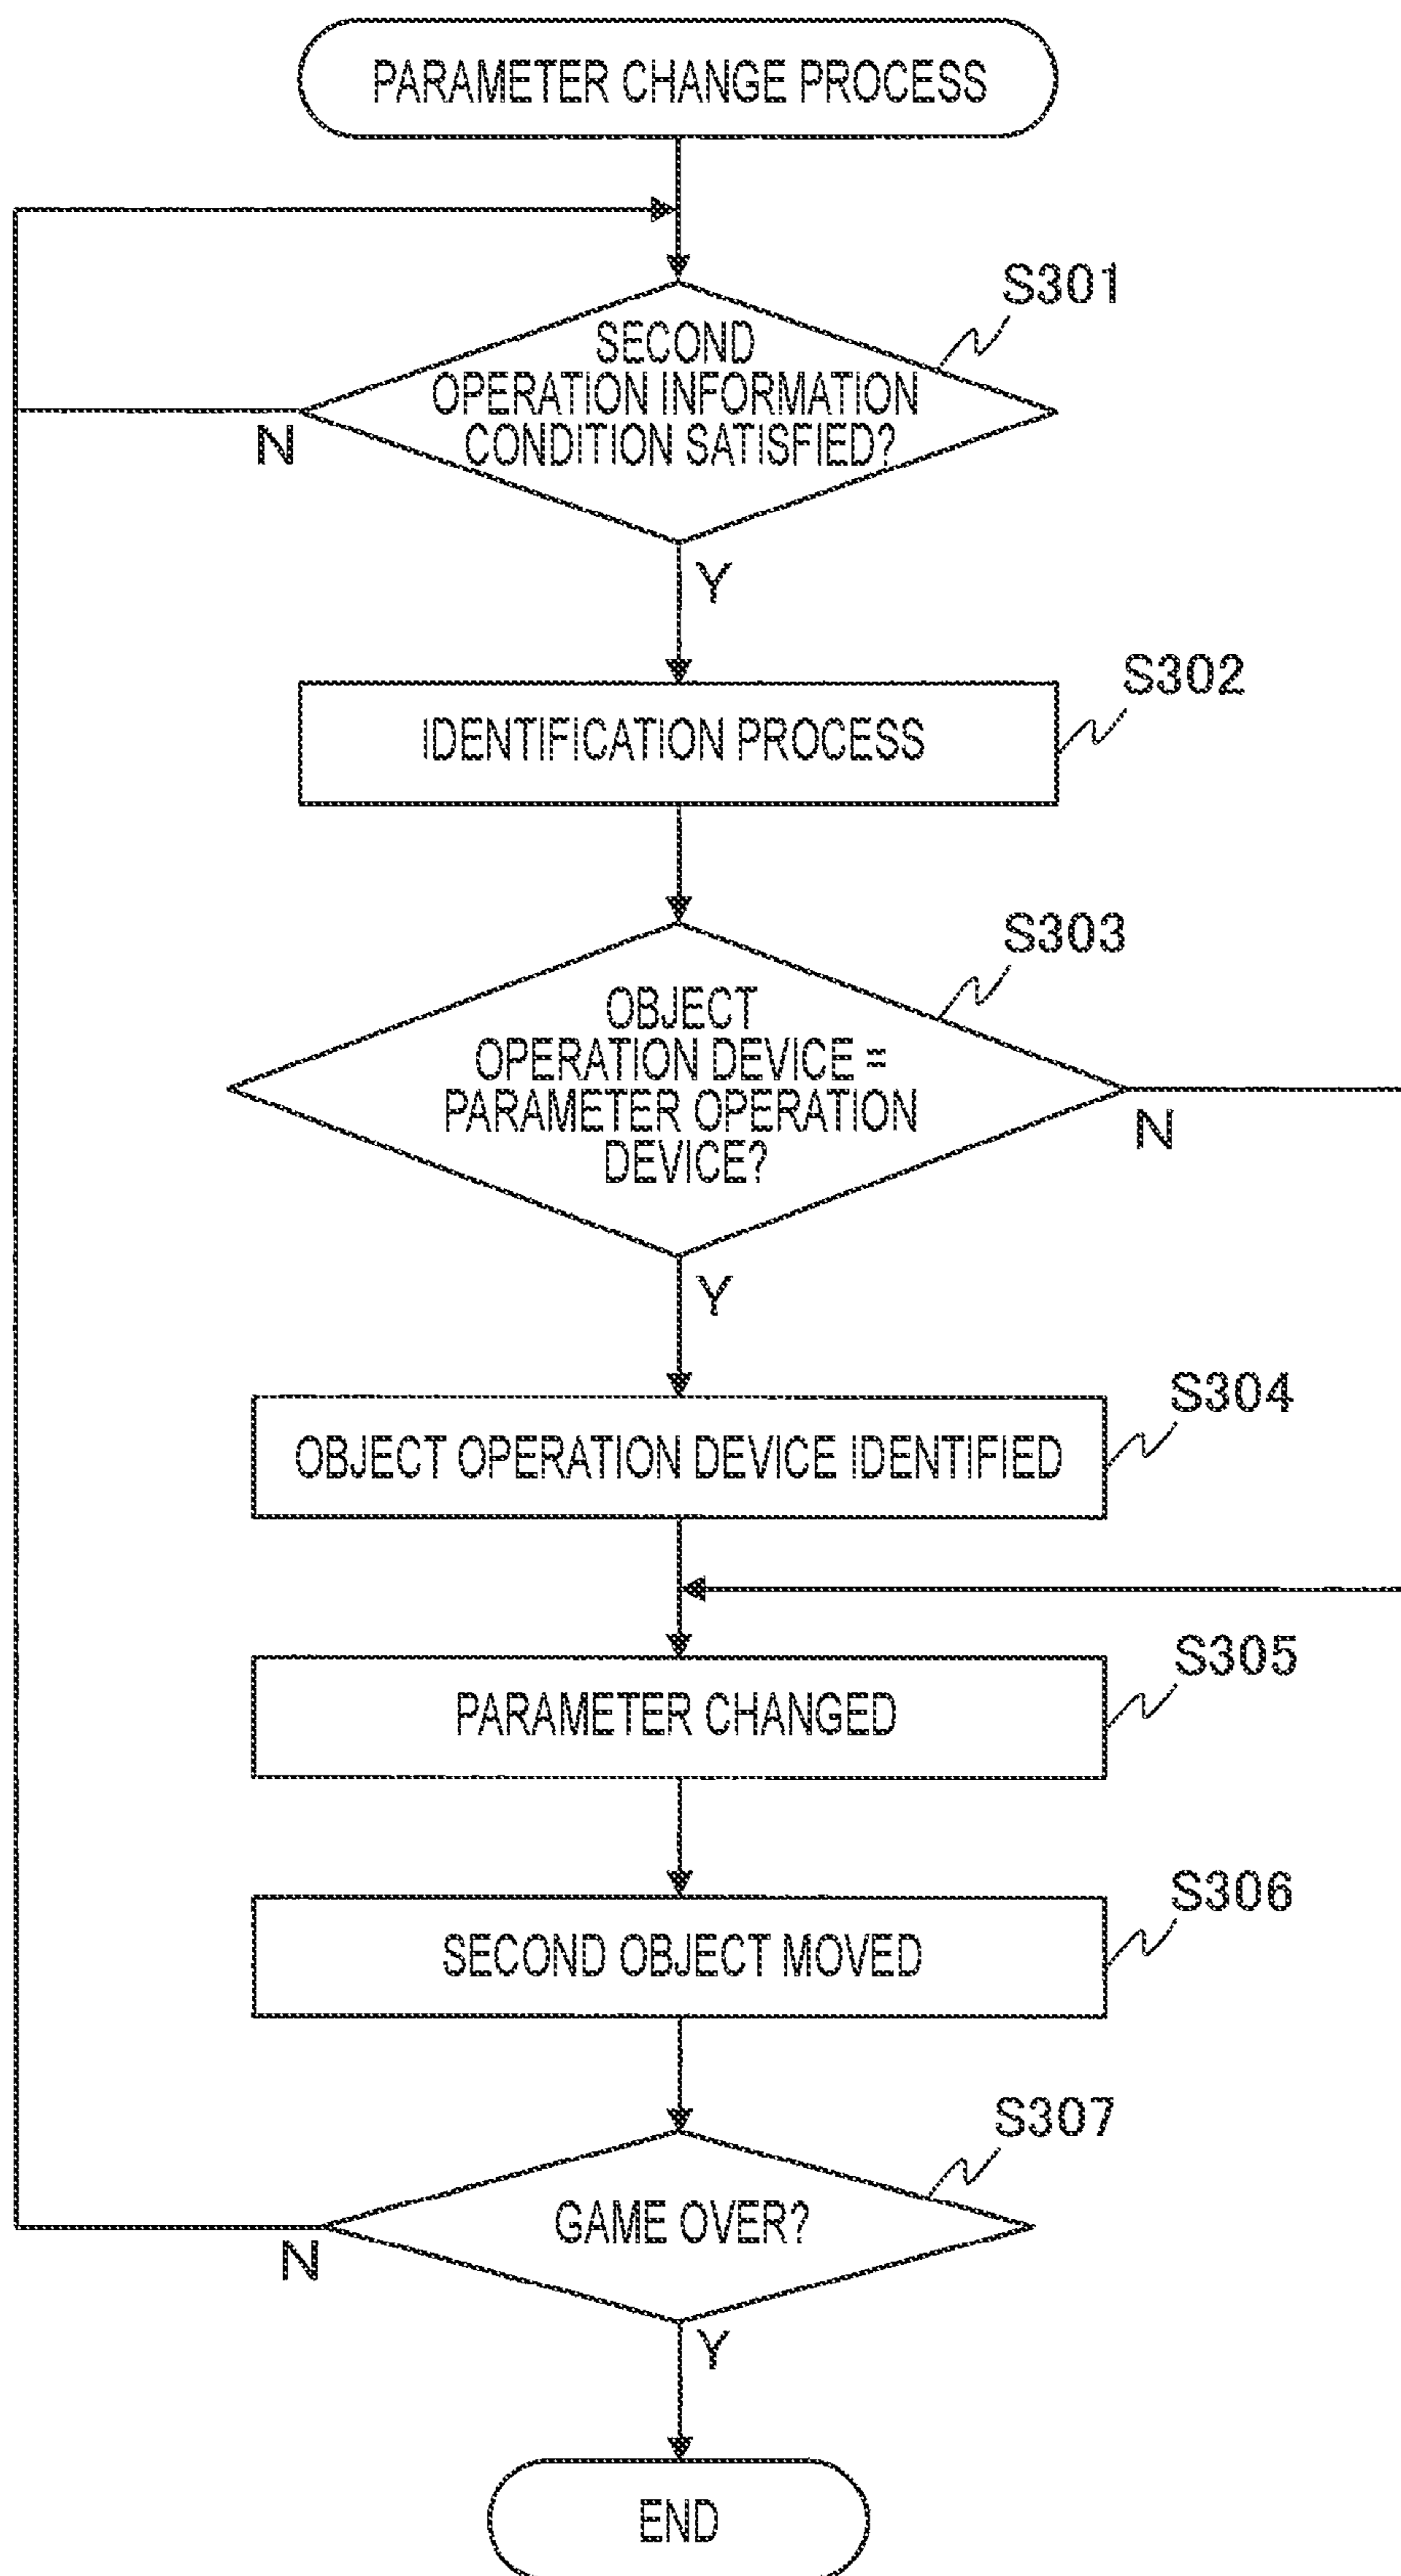 PARAMETER CHANGE PROCESS
S301
SECOND
OPERATION INFORMATION
CONDITION SATISFIED?
N
Y
S302
IDENTIFICATION PROCESS
S303
OBJECT
OPERATION DEVICE =
PARAMETER OPERATION
DEVICE?
N
Y
S304
OBJECT OPERATION DEVICE IDENTIFIED
S305
PARAMETER CHANGED
S306
SECOND OBJECT MOVED
S307
GAME OVER?
N
Y
END